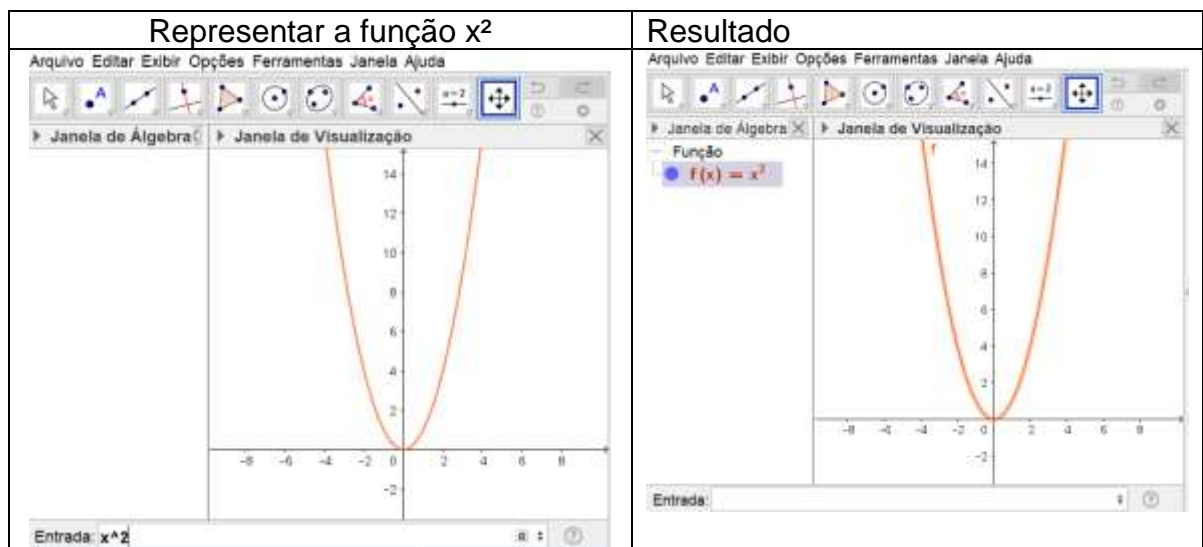 Representar a função x²
Resultado
Arquivo Editar Exibir Opções Ferramentas Janela Ajuda
A
a=2
Janela de Álgebra
Janela de Visualização
14
12
10
8
6
4
2
-8 -6 -4 -2 0 2 4 6 8
-2
Entrada: x^2
Arquivo Editar Exibir Opções Ferramentas Janela Ajuda
A
a=2
Janela de Álgebra
Janela de Visualização
Função
f(x) = x²
f
14
12
10
8
6
4
2
-8 -6 -4 -2 0 2 4 6 8
-2
Entrada: